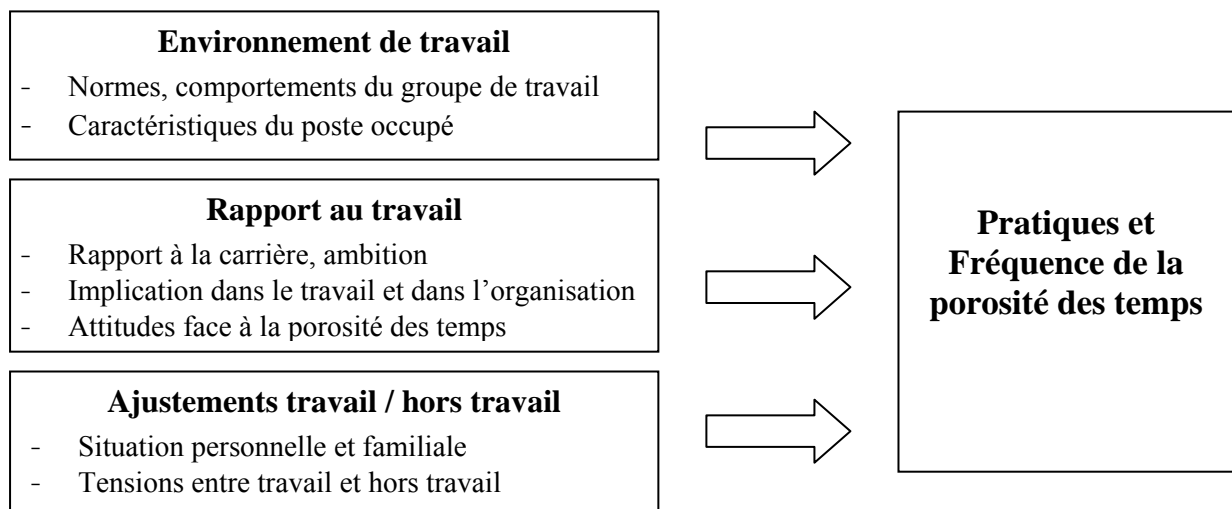 Environnement de travail
- Normes, comportements du groupe de travail
- Caractéristiques du poste occupé
Rapport au travail
- Rapport à la carrière, ambition
- Implication dans le travail et dans l’organisation
- Attitudes face à la porosité des temps
Ajustements travail / hors travail
- Situation personnelle et familiale
- Tensions entre travail et hors travail
Pratiques et
Fréquence de la
porosité des temps